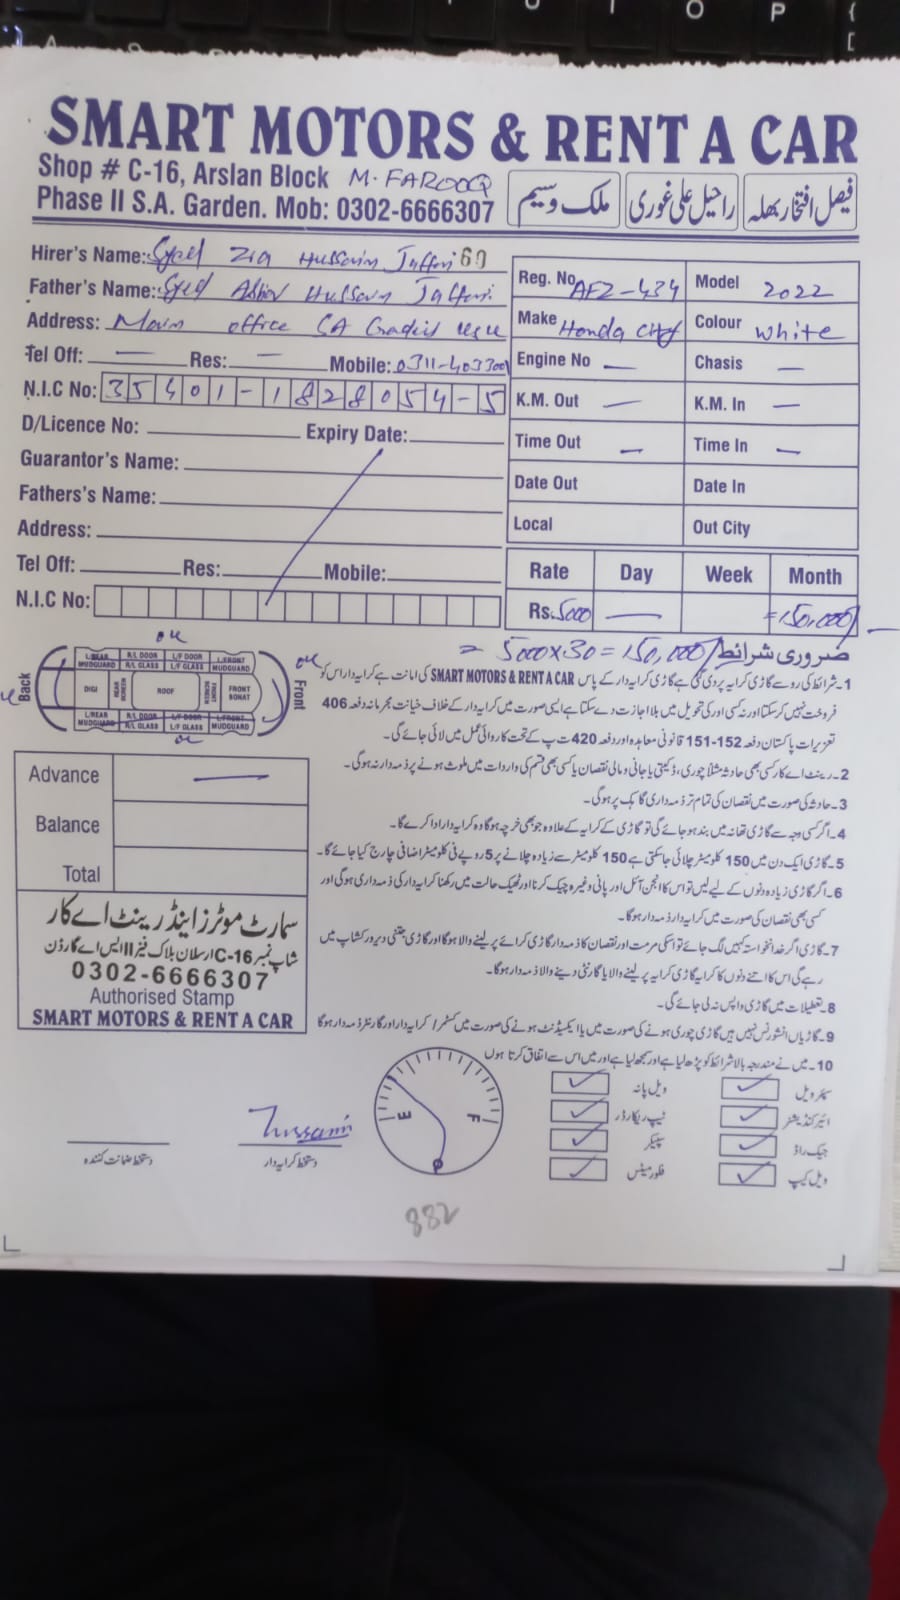 SMART MOTORS & RENT A CAR
Shop # C-16, Arslan Block M. FAROOQ
Phase II S.A. Garden. Mob: 0302-6666307
ملک وسیم راحیل علی غوری فیصل افتخار بھلہ
Hirer's Name: Syed Zia Hussain Jafferi 60
Father's Name: Syed Hussain
Address: Main office SA
Tel Off: — Res: — Mobile: 0311-403300
N.I.C No: 35401-1828054-5
D/Licence No: Expiry Date:
Guarantor's Name:
Fathers's Name:
Address:
Tel Off: Res: Mobile:
N.I.C No:
Reg. No AFZ-434 Model 2022
Make Honda City Colour White
Engine No — Chasis —
K.M. Out — K.M. In —
Time Out — Time In —
Date Out Date In
Local Out City
Rate Day Week Month
Rs: 5000 — =150,000/
= 5000x30=150,000/
ضروری شرائط
ok
ok
Back
Front
L/REAR MUDGUARD R/L DOOR R/L GLASS L/F DOOR L/F GLASS L/FRONT MUDGUARD
DIGI REAR SCREEN ROOF FRONT SCREEN FRONT BONAT
L/REAR MUDGUARD R/L DOOR R/L GLASS L/F DOOR L/F GLASS L/FRONT MUDGUARD
ok
1- شرائط کی رو سے گاڑی کرایہ پر دی گئی ہے گاڑی کرایہ دار کے پاس SMART MOTORS & RENT A CAR کی امانت ہے کرایہ دار اس کو
فروخت نہیں کر سکتا اور نہ کسی اور کی تحویل میں بلا اجازت دے سکتا ہے ایسی صورت میں کرایہ دار کے خلاف خیانت مجرمانہ دفعہ 406
تعزیرات پاکستان دفعہ 152-151 قانونی معاہدہ اور دفعہ 420 ت پ کے تحت کاروائی عمل میں لائی جائے گی۔
2- رینٹ اے کار کسی بھی حادثہ مثلاً چوری، ڈکیتی یا جانی و مالی نقصان یا کسی بھی قسم کی واردات میں ملوث ہونے پر ذمہ دار نہ ہوگی۔
3- حادثہ کی صورت میں نقصان کی تمام تر ذمہ داری گاہک پر ہوگی۔
4- اگر کسی وجہ سے گاڑی تھانہ میں بند ہو جائے گی تو گاڑی کے کرایہ کے علاوہ جو بھی خرچہ ہوگا وہ کرایہ دار ادا کرے گا۔
5- گاڑی ایک دن میں 150 کلومیٹر چلائی جا سکتی ہے 150 کلومیٹر سے زیادہ چلانے پر 5 روپے فی کلومیٹر اضافی چارج کیا جائے گا۔
6- اگر گاڑی زیادہ دنوں کے لیے لیں تو اس کا انجن آئل اور پانی وغیرہ چیک کرنا اور ٹھیک حالت میں رکھنا کرایہ دار کی ذمہ داری ہوگی اور
کسی بھی نقصان کی صورت میں کرایہ دار ذمہ دار ہوگا۔
7- گاڑی اگر خدانخواستہ کہیں لگ جائے تو اسکی مرمت اور نقصان کا ذمہ دار گاڑی کرائے پر لینے والا ہوگا اور گاڑی جتنی دیر ورکشاپ میں
رہے گی اس کا اتنے دنوں کا کرایہ گاڑی کرایہ پر لینے والا یا گارنٹی دینے والا ذمہ دار ہوگا۔
8- تعطیلات میں گاڑی واپس نہ لی جائے گی۔
9- گاڑیاں انشورنس نہیں ہیں گاڑی چوری ہونے کی صورت میں یا ایکسیڈنٹ ہونے کی صورت میں کسٹمر / کرایہ دار اور گارنٹر ذمہ دار ہوگا
10- میں نے مندرجہ بالا شرائط کو پڑھ لیا ہے اور سمجھ لیا ہے اور میں اس سے اتفاق کرتا ہوں
Advance —
Balance
Total
سمارٹ موٹرز اینڈ رینٹ اے کار
شاپ نمبر C-16 ارسلان بلاک فیز II ایس اے گارڈن
0302-6666307
Authorised Stamp
SMART MOTORS & RENT A CAR
سپئر ویل ویل پانہ
ائیر کنڈیشنر ٹیپ ریکارڈر
جیک راڈ سپیکر
ویل کیپ فلور میٹس
E F
Hussain
دستخط کرایہ دار
دستخط ضمانت کنندہ
882